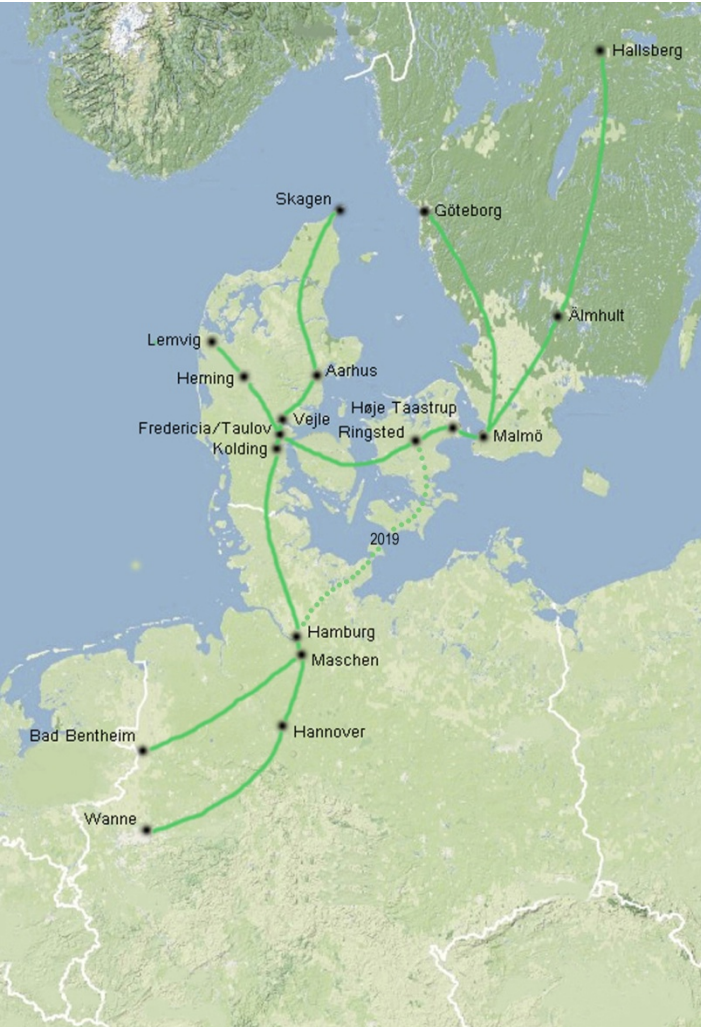 Hallsberg
Skagen
Göteborg
Älmhult
Lemvig
Aarhus
Herning
Høje Taastrup
Vejle
Fredericia/Taulov
Ringsted
Malmö
Kolding
2019
Hamburg
Maschen
Bad Bentheim
Hannover
Wanne